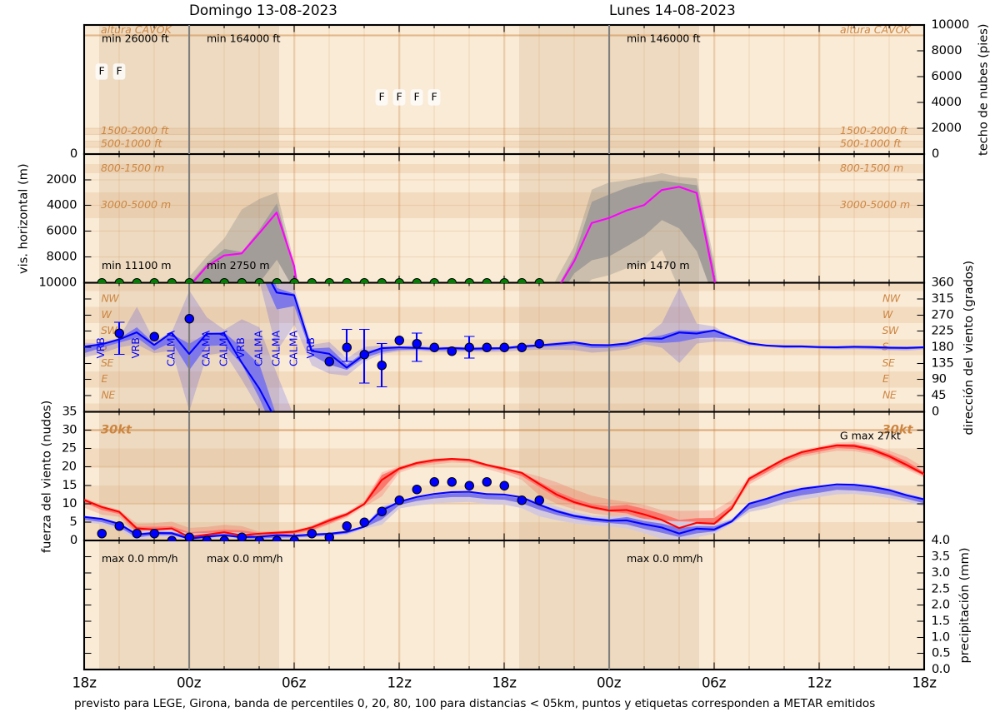 Domingo 13-08-2023 Lunes 14-08-2023
altura CAVOK altura CAVOK 10000
min 26000 ft min 164000 ft min 146000 ft
8000
F F
6000
F F F F 4000
1500-2000 ft 1500-2000 ft 2000
500-1000 ft 500-1000 ft
techo de nubes (pies)
0 0
800-1500 m 800-1500 m
2000
4000 3000-5000 m 3000-5000 m
6000
8000
min 11100 m min 2750 m min 1470 m
10000 360
vis. horizontal (m)
NW NW 315
W W 270
SW SW 225
S S 180
SE SE 135
E E 90
NE NE 45
0
VRB VRB CALMA CALMA CALMA VRB CALMA CALMA CALMA VRB
dirección del viento (grados)
35
30 30kt 30kt
G max 27kt
25
20
15
10
5
0 4.0
fuerza del viento (nudos)
max 0.0 mm/h max 0.0 mm/h max 0.0 mm/h
3.5
3.0
2.5
2.0
1.5
1.0
0.5
0.0
precipitación (mm)
18z 00z 06z 12z 18z 00z 06z 12z 18z
previsto para LEGE, Girona, banda de percentiles 0, 20, 80, 100 para distancias < 05km, puntos y etiquetas corresponden a METAR emitidos